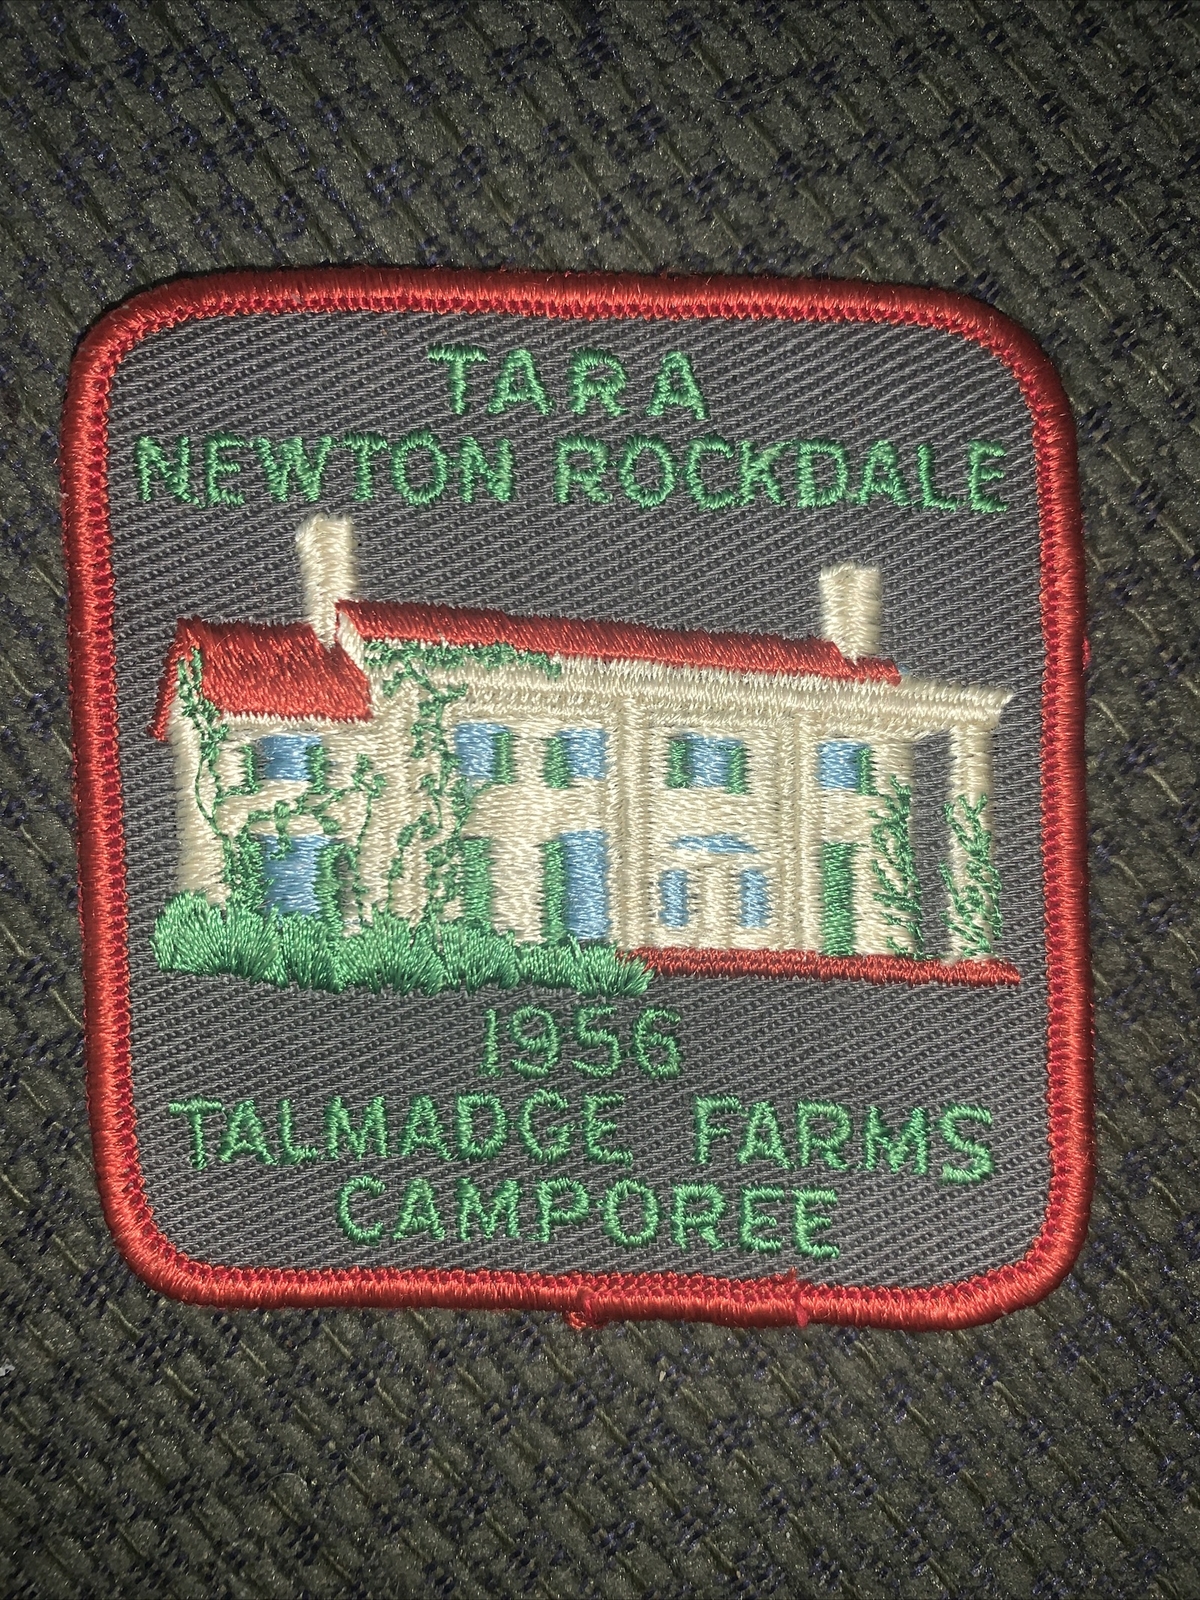 TARA
NEWTON ROCKDALE
1956
TALMADGE FARMS
CAMPOREE